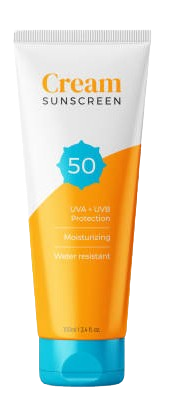 Cream
SUNSCREEN
50
UVA + UVB
Protection
Moisturizing
Water resistant